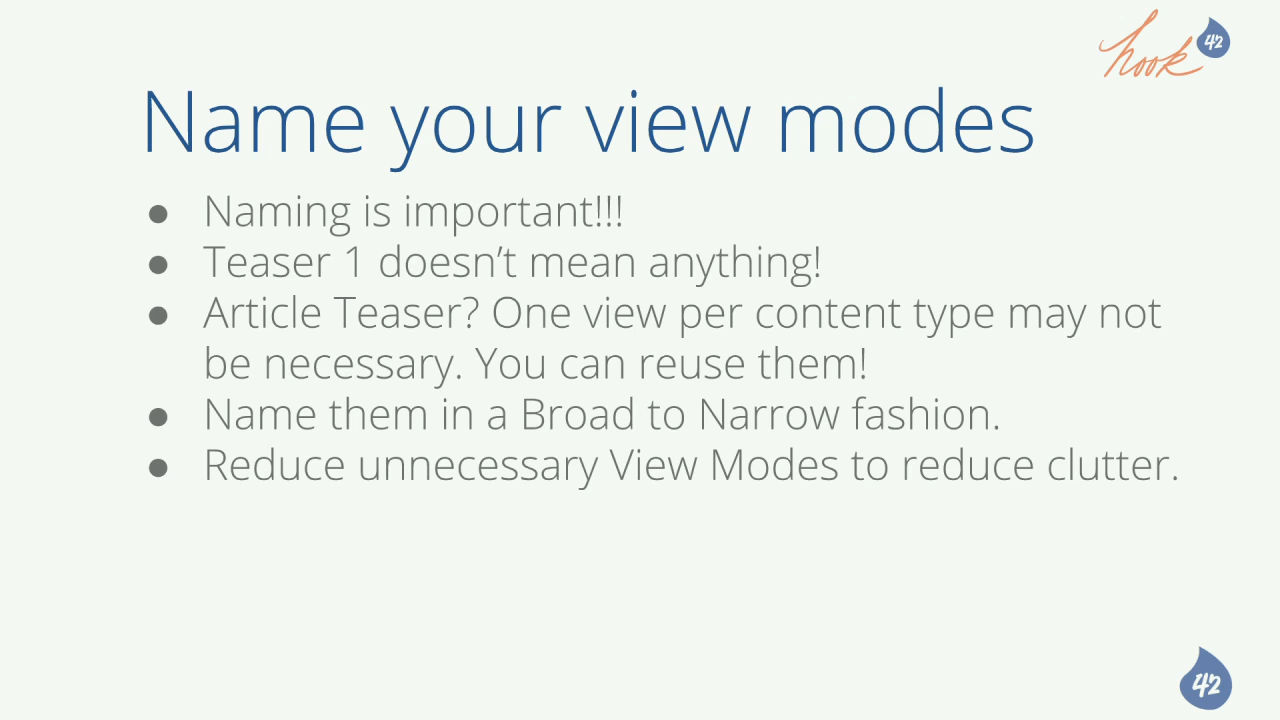 hook 42
Name your view modes
● Naming is important!!!
● Teaser 1 doesn’t mean anything!
● Article Teaser? One view per content type may not
be necessary. You can reuse them!
● Name them in a Broad to Narrow fashion.
● Reduce unnecessary View Modes to reduce clutter.
42